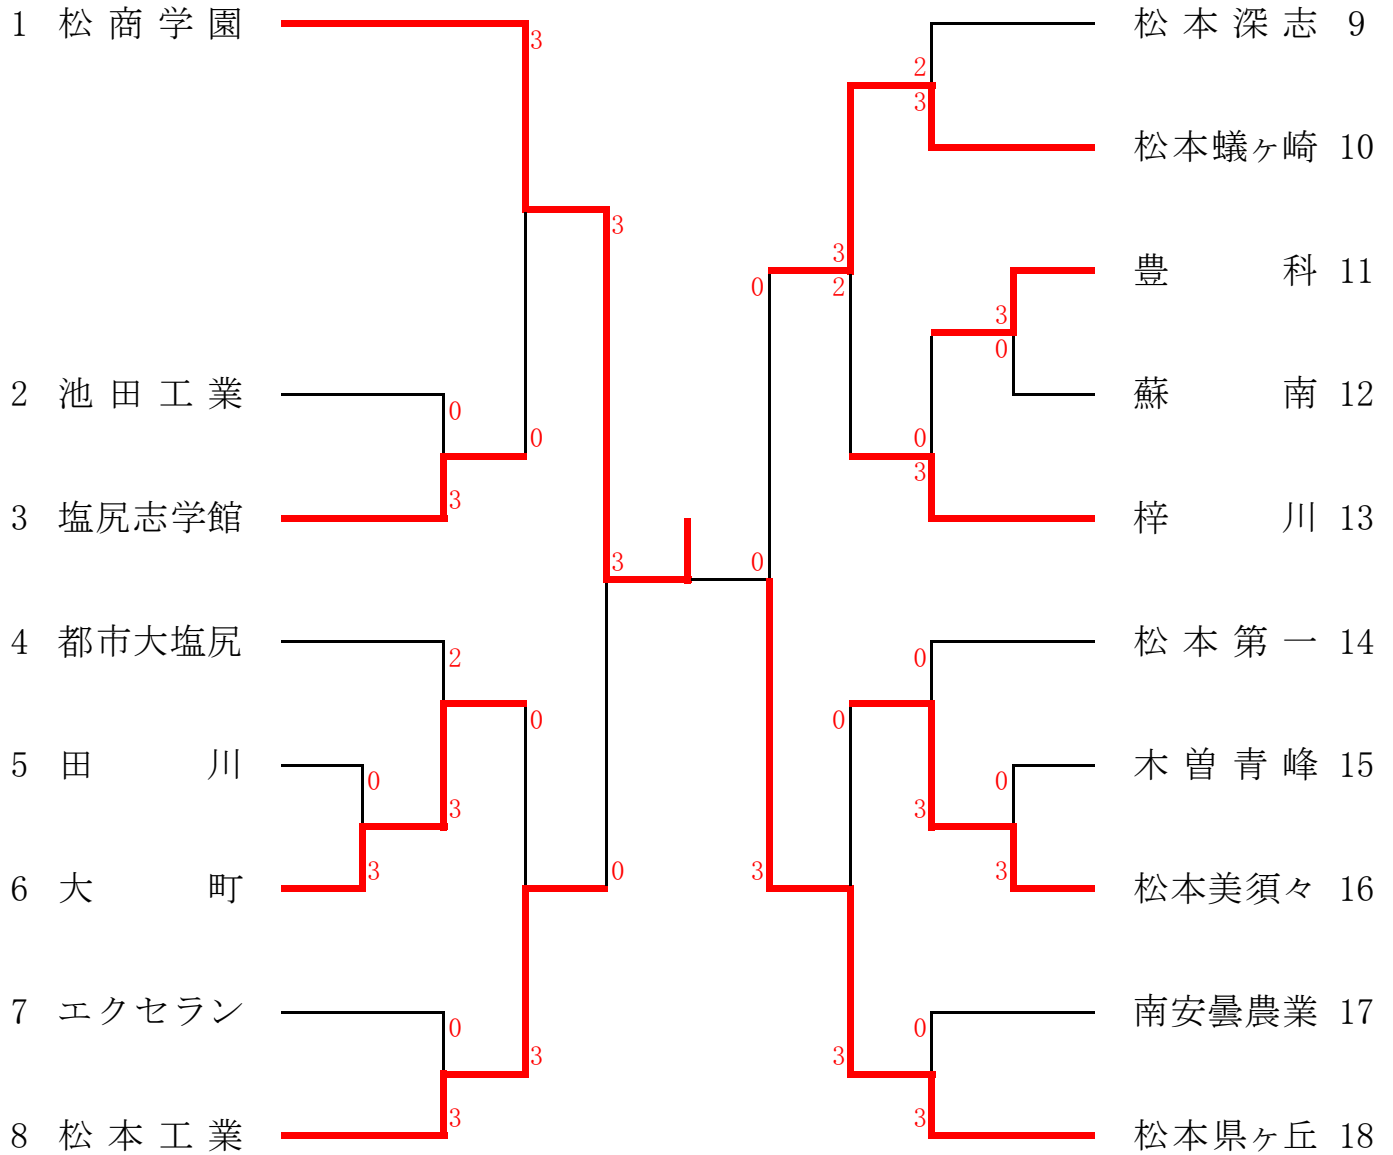 1 松商学園
3
3
2 池田工業
0
0
3 塩尻志学館
3
3
4 都市大塩尻
2
0
5 田川
0
3
6 大町
3
0
7 エクセラン
0
3
8 松本工業
3
松本深志 9
2
3
松本蟻ヶ崎 10
3
0
2
豊科 11
3
0
蘇南 12
0
3
梓川 13
0
松本第一 14
0
0
木曽青峰 15
0
3
松本美須々 16
3
3
南安曇農業 17
0
3
松本県ヶ丘 18
3